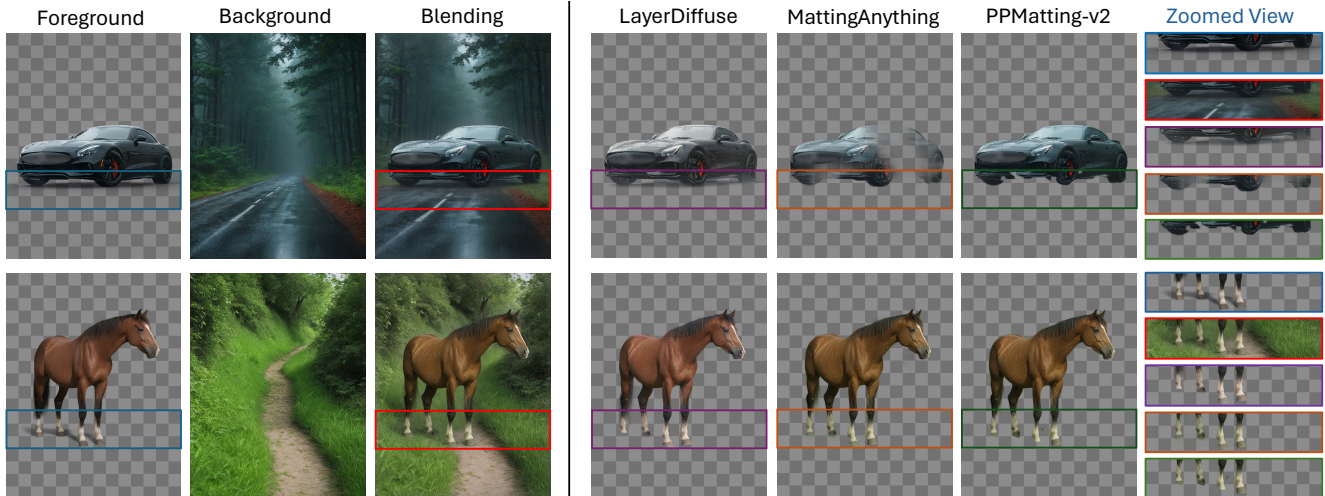 Foreground
Background
Blending
LayerDiffuse
MattingAnything
PPMatting-v2
Zoomed View